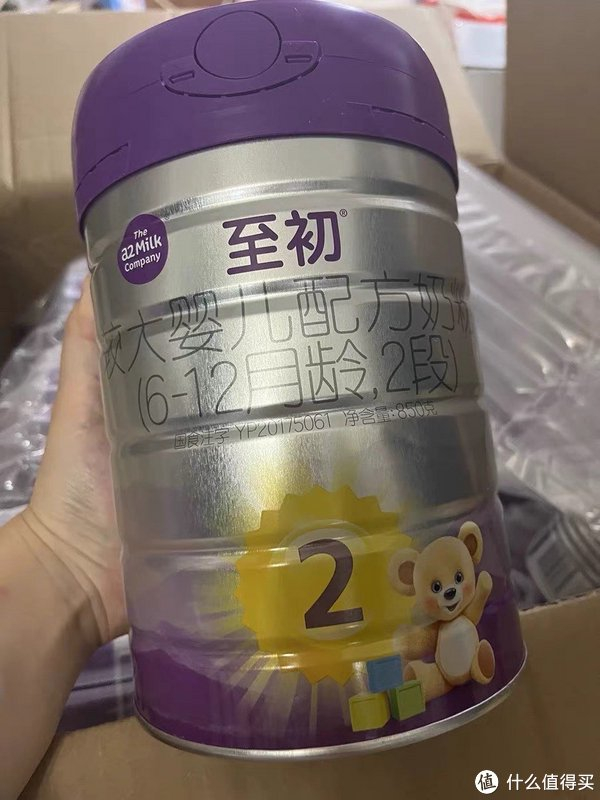 The
a2 Milk
Company
至初®
较大婴儿配方奶粉
(6-12月龄,2段)
国食注字 YP20175061 净含量:850克
2
值 什么值得买